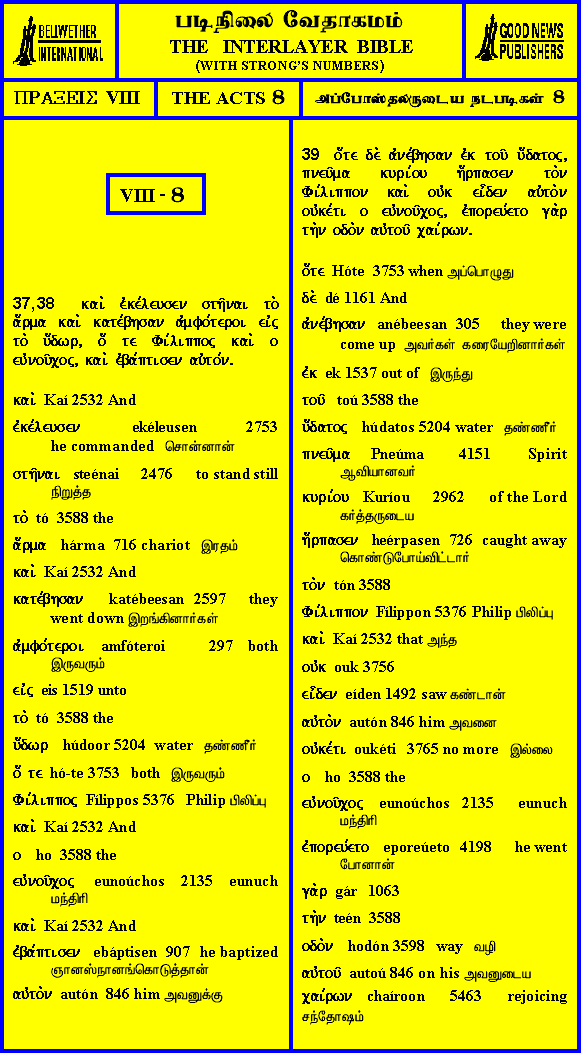 BELLWETHER
INTERNATIONAL
படிநிலை வேதாகமம்
THE INTERLAYER BIBLE
(WITH STRONG'S NUMBERS)
GOOD NEWS
PUBLISHERS
ΠΡΑΞΕΙΣ VIII
THE ACTS 8
அப்போஸ்தலருடைய நடபடிகள் 8
VIII - 8
37,38 καὶ ἐκέλευσεν στῆναι τὸ
ἅρμα καὶ κατέβησαν ἀμφότεροι εἰς
τὸ ὕδωρ, ὅ τε Φίλιππος καὶ ο
εὐνοῦχος, καὶ ἐβάπτισεν αὐτόν.
καὶ Kaí 2532 And
ἐκέλευσεν ekéleusen 2753
he commanded சொன்னான்
στῆναι steénai 2476 to stand still
நிறுத்த
τὸ tó 3588 the
ἅρμα hárma 716 chariot இரதம்
καὶ Kaí 2532 And
κατέβησαν katébeesan 2597 they
went down இறங்கினார்கள்
ἀμφότεροι amfóteroi 297 both
இருவரும்
εἰς eis 1519 unto
τὸ tó 3588 the
ὕδωρ húdoor 5204 water தண்ணீர்
ὅ τε hó-te 3753 both இருவரும்
Φίλιππος Fílippos 5376 Philip பிலிப்பு
καὶ Kaí 2532 And
ο ho 3588 the
εὐνοῦχος eunoúchos 2135 eunuch
மந்திரி
καὶ Kaí 2532 And
ἐβάπτισεν ebáptisen 907 he baptized
ஞானஸ்நானங்கொடுத்தான்
αὐτὸν autón 846 him அவனுக்கு
39 ὅτε δὲ ἀνέβησαν ἐκ τοῦ ὕδατος,
πνεῦμα κυρίου ἥρπασεν τὸν
Φίλιππον καὶ οὐκ εἶδεν αὐτὸν
οὐκέτι ο εὐνοῦχος, ἐπορεύετο γὰρ
τὴν οδὸν αὐτοῦ χαίρων.
ὅτε Hóte 3753 when அப்பொழுது
δὲ dé 1161 And
ἀνέβησαν anébeesan 305 they were
come up அவர்கள் கரையேறினார்கள்
ἐκ ek 1537 out of இருந்து
τοῦ toú 3588 the
ὕδατος húdatos 5204 water தண்ணீர்
πνεῦμα Pneúma 4151 Spirit
ஆவியானவர்
κυρίου Kuríou 2962 of the Lord
கர்த்தருடைய
ἥρπασεν heérpasen 726 caught away
கொண்டுபோய்விட்டார்
τὸν tón 3588
Φίλιππον Fílippon 5376 Philip பிலிப்பு
καὶ Kaí 2532 that அந்த
οὐκ ouk 3756
εἶδεν eíden 1492 saw கண்டான்
αὐτὸν autón 846 him அவனை
οὐκέτι oukéti 3765 no more இல்லை
ο ho 3588 the
εὐνοῦχος eunoúchos 2135 eunuch
மந்திரி
ἐπορεύετο eporeúeto 4198 he went
போனான்
γὰρ gár 1063
τὴν teén 3588
οδὸν hodón 3598 way வழி
αὐτοῦ autoú 846 on his அவனுடைய
χαίρων chaíroon 5463 rejoicing
சந்தோஷம்